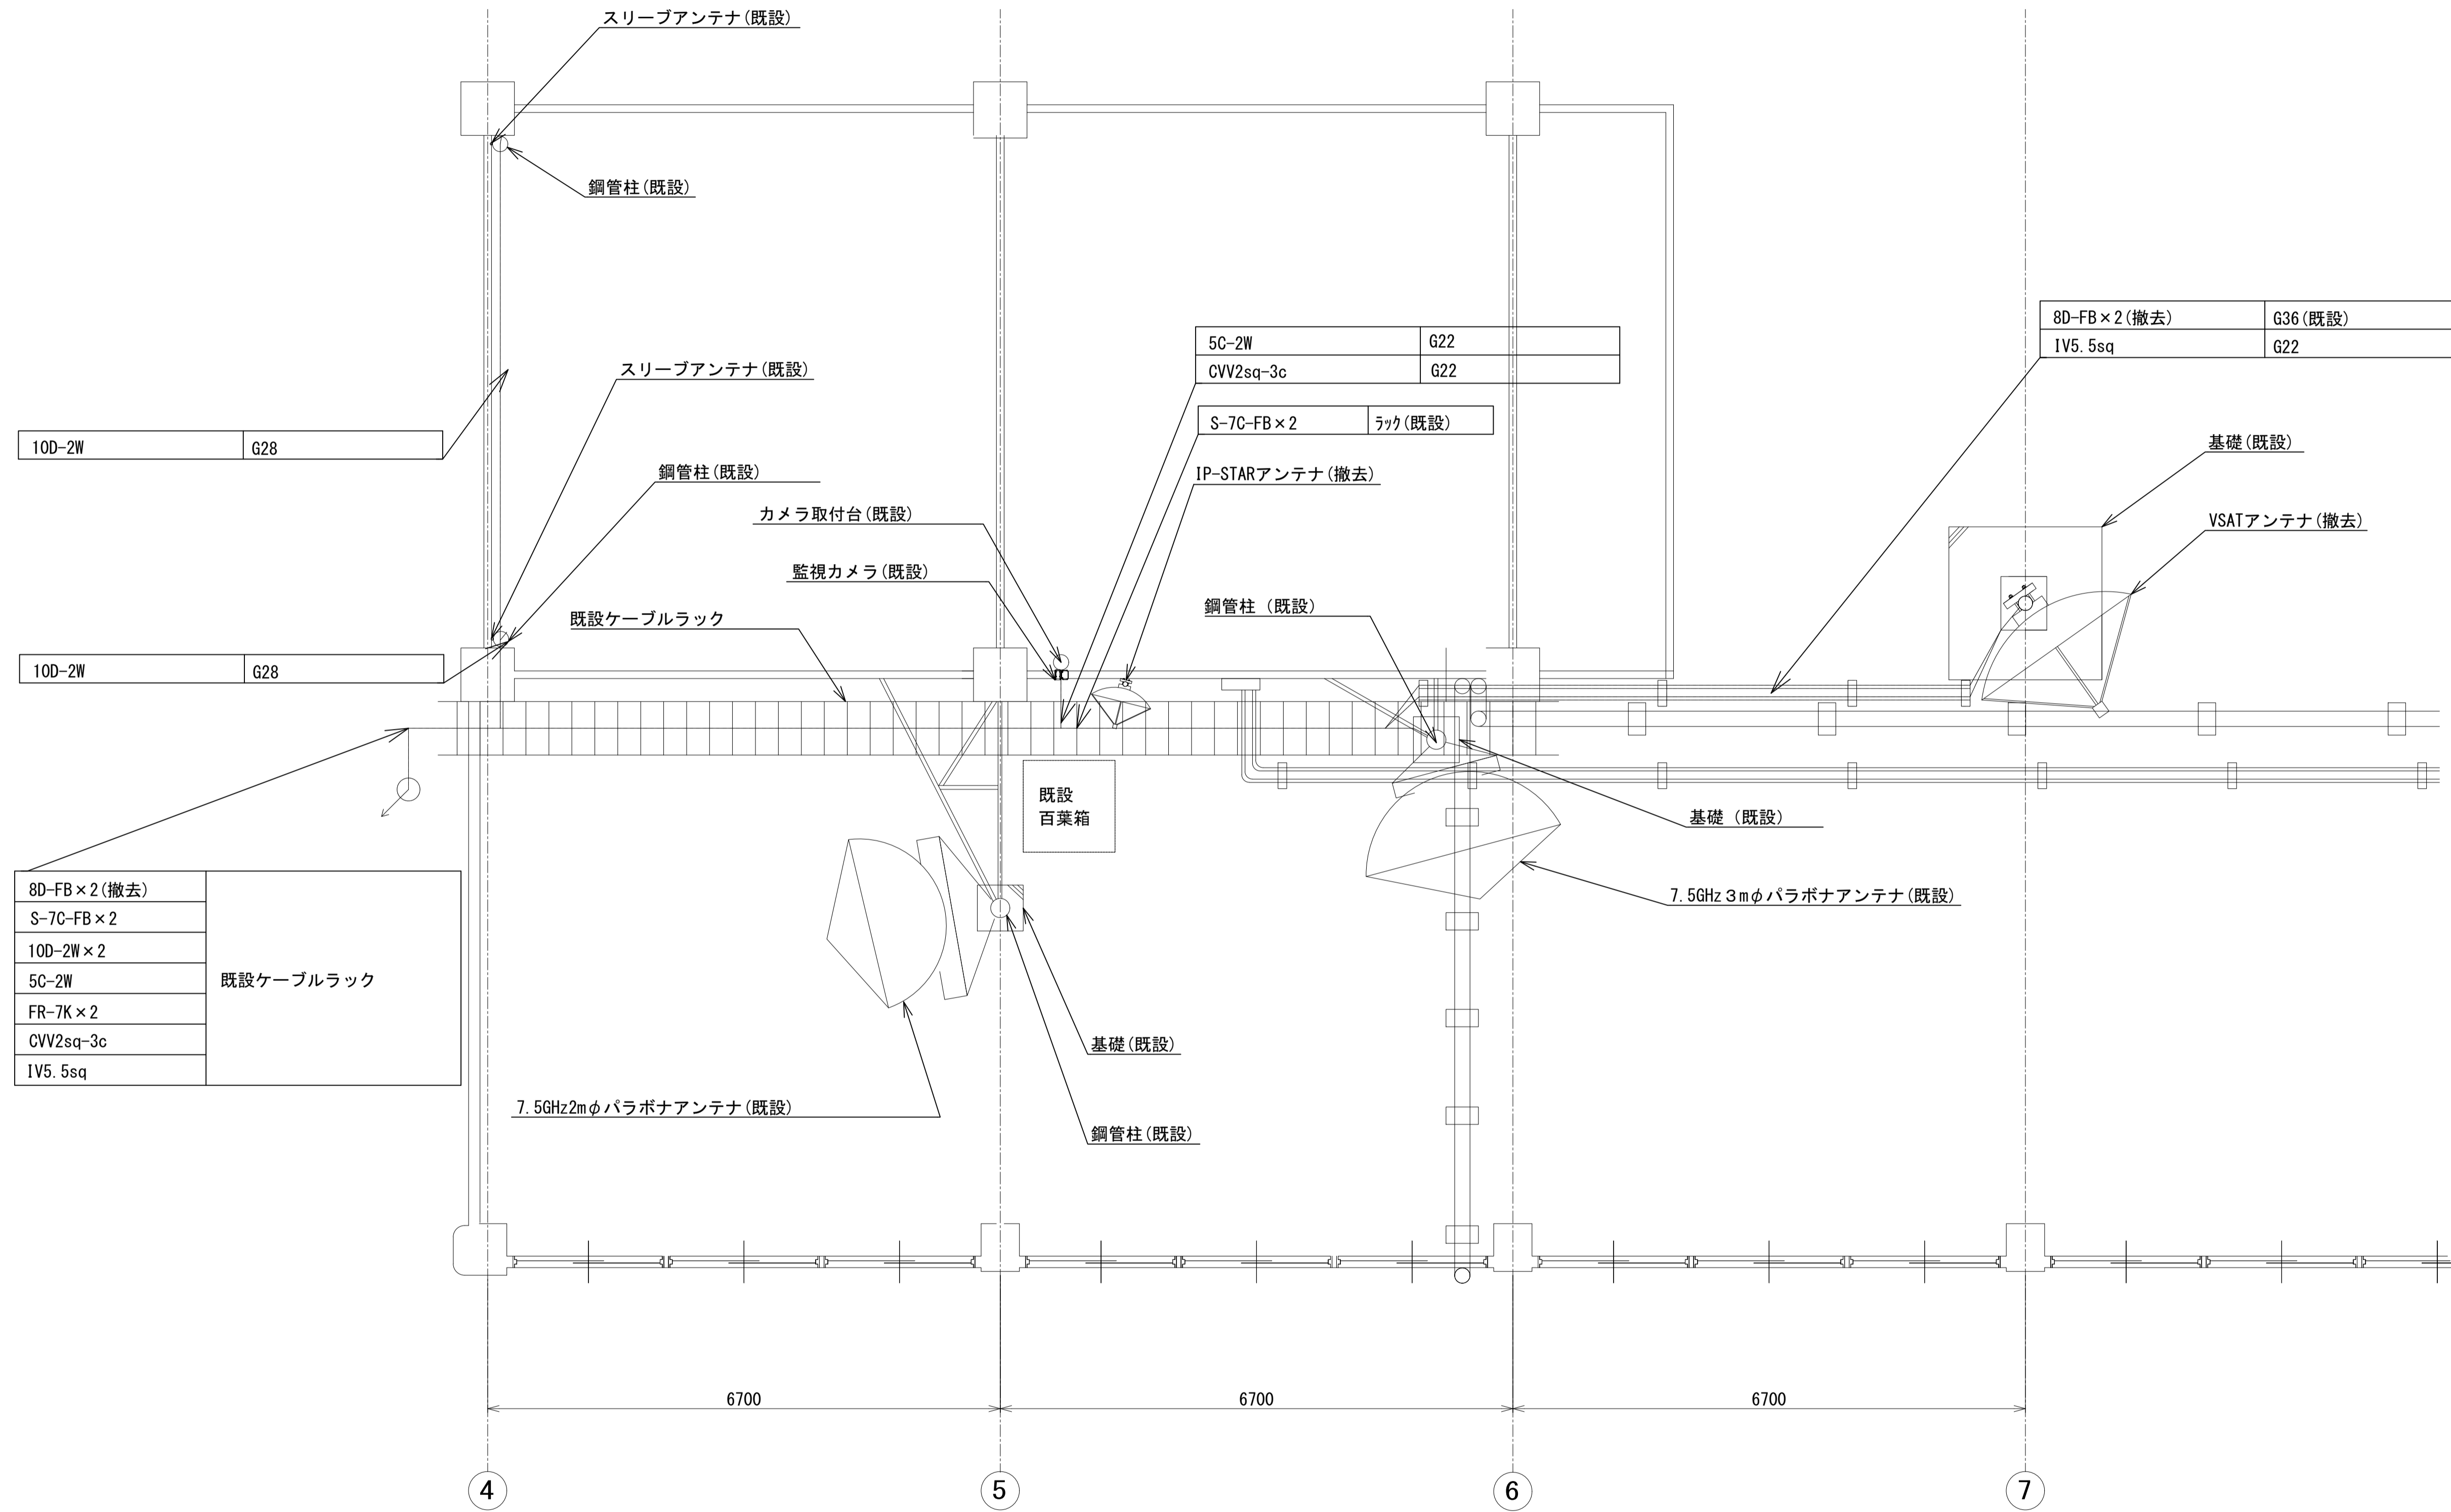 スリーブアンテナ(既設)
鋼管柱(既設)
5C-2W G22
CVV2sq-3c G22
8D-FB×2(撤去) G36(既設)
IV5.5sq G22
スリーブアンテナ(既設)
S-7C-FB×2 ラック(既設)
10D-2W G28
基礎(既設)
鋼管柱(既設)
IP-STARアンテナ(撤去)
カメラ取付台(既設)
VSATアンテナ(撤去)
監視カメラ(既設)
鋼管柱 (既設)
既設ケーブルラック
10D-2W G28
既設
百葉箱
基礎 (既設)
8D-FB×2(撤去)
S-7C-FB×2
10D-2W×2
5C-2W
FR-7K×2
CVV2sq-3c
IV5.5sq
既設ケーブルラック
7.5GHz3mφパラボナアンテナ(既設)
基礎(既設)
7.5GHz2mφパラボナアンテナ(既設)
鋼管柱(既設)
6700 6700 6700
4 5 6 7